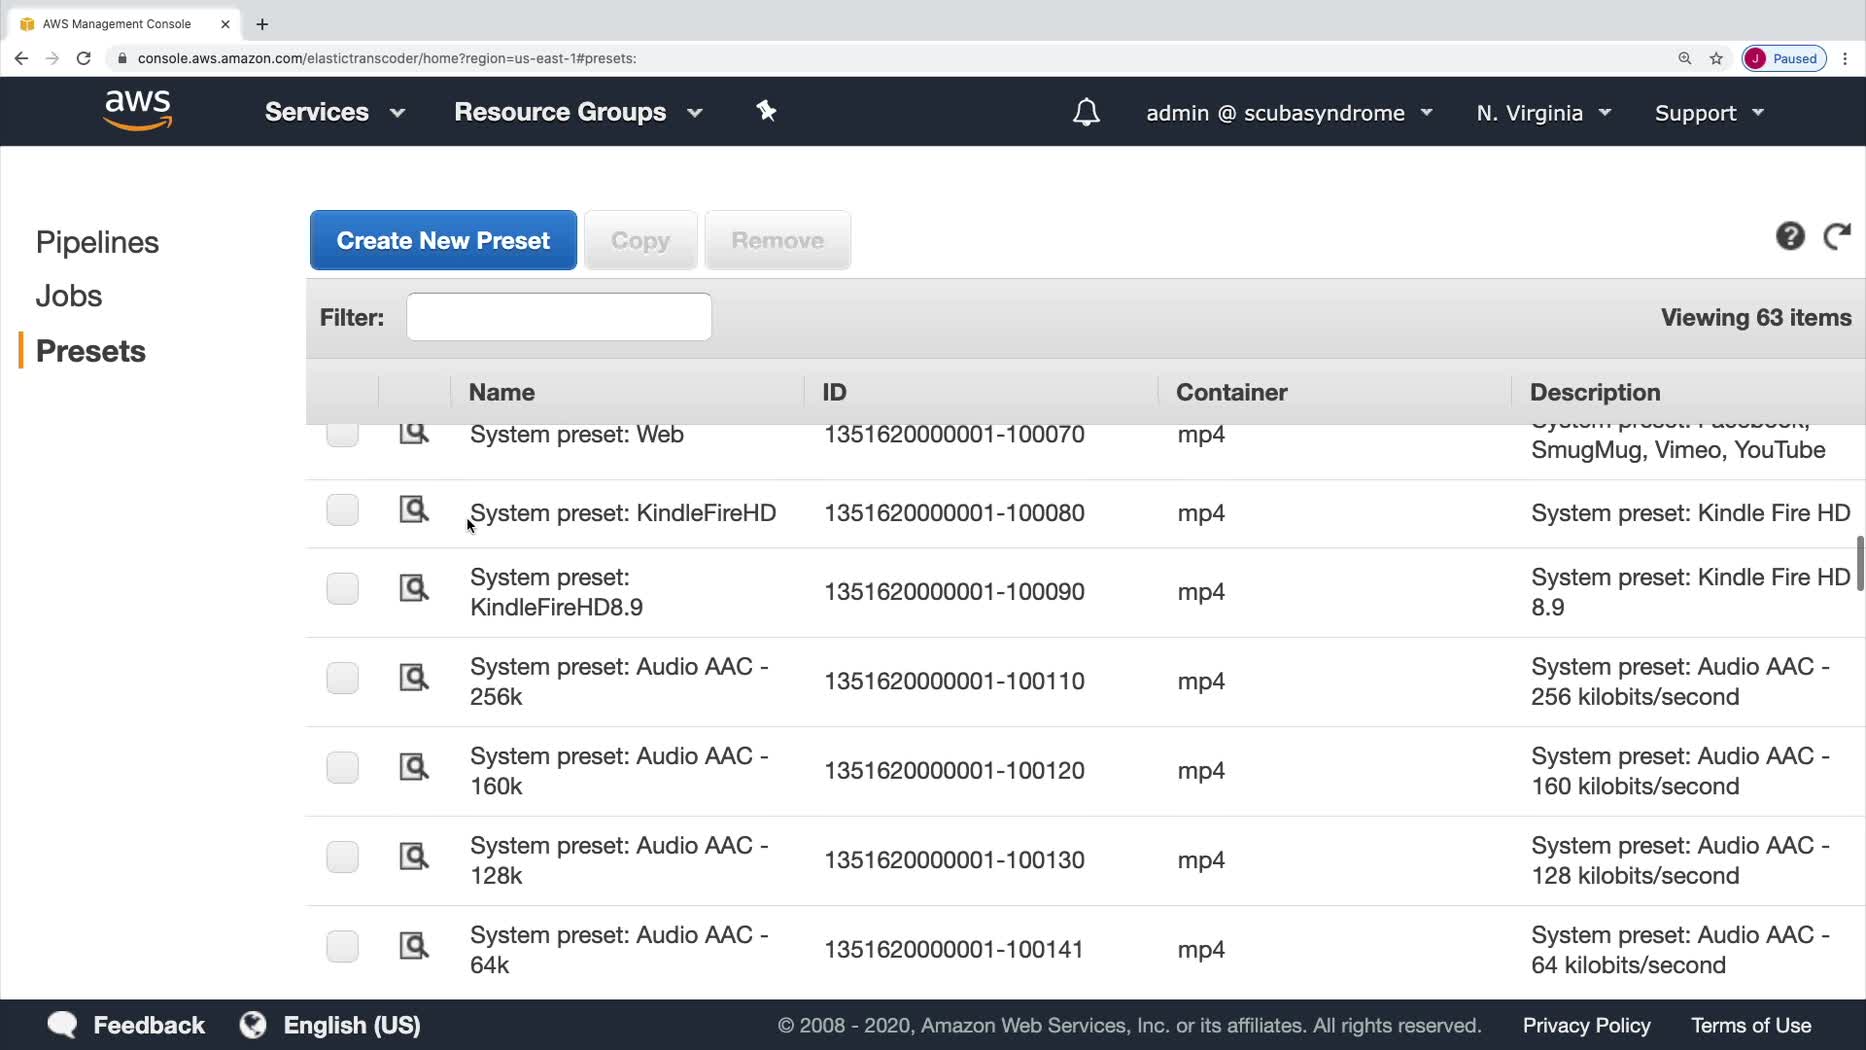 AWS Management Console
console.aws.amazon.com/elastictranscoder/home?region=us-east-1#presets:
J Paused
aws Services Resource Groups admin @ scubasyndrome N. Virginia Support
Pipelines
Jobs
Presets
Create New Preset Copy Remove
Filter: Viewing 63 items
Name ID Container Description
System preset: Web 1351620000001-100070 mp4 System preset: Facebook,
SmugMug, Vimeo, YouTube
System preset: KindleFireHD 1351620000001-100080 mp4 System preset: Kindle Fire HD
System preset:
KindleFireHD8.9
1351620000001-100090 mp4
System preset: Kindle Fire HD
8.9
System preset: Audio AAC -
256k
1351620000001-100110 mp4
System preset: Audio AAC -
256 kilobits/second
System preset: Audio AAC -
160k
1351620000001-100120 mp4
System preset: Audio AAC -
160 kilobits/second
System preset: Audio AAC -
128k
1351620000001-100130 mp4
System preset: Audio AAC -
128 kilobits/second
System preset: Audio AAC -
64k
1351620000001-100141 mp4
System preset: Audio AAC -
64 kilobits/second
Feedback English (US) © 2008 - 2020, Amazon Web Services, Inc. or its affiliates. All rights reserved. Privacy Policy Terms of Use